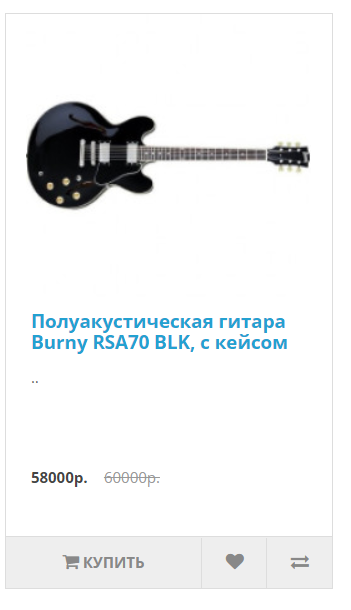 Полуакустическая гитара
Burny RSA70 BLK, с кейсом
..
58000р. 60000р.
КУПИТЬ